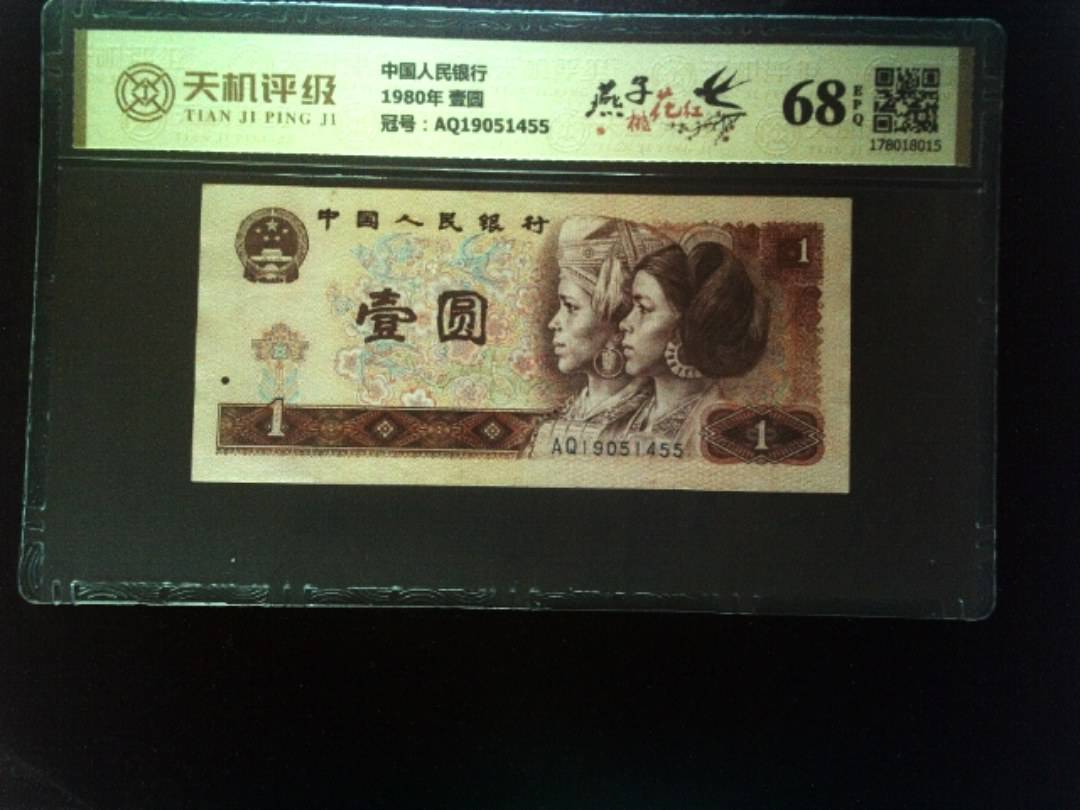 天机评级
TIAN JI PING JI
中国人民银行
1980年 壹圆
冠号：AQ19051455
燕子
桃花红
68
EPQ
178018015
中国人民银行
1
壹圆
1
AQ19051455
1